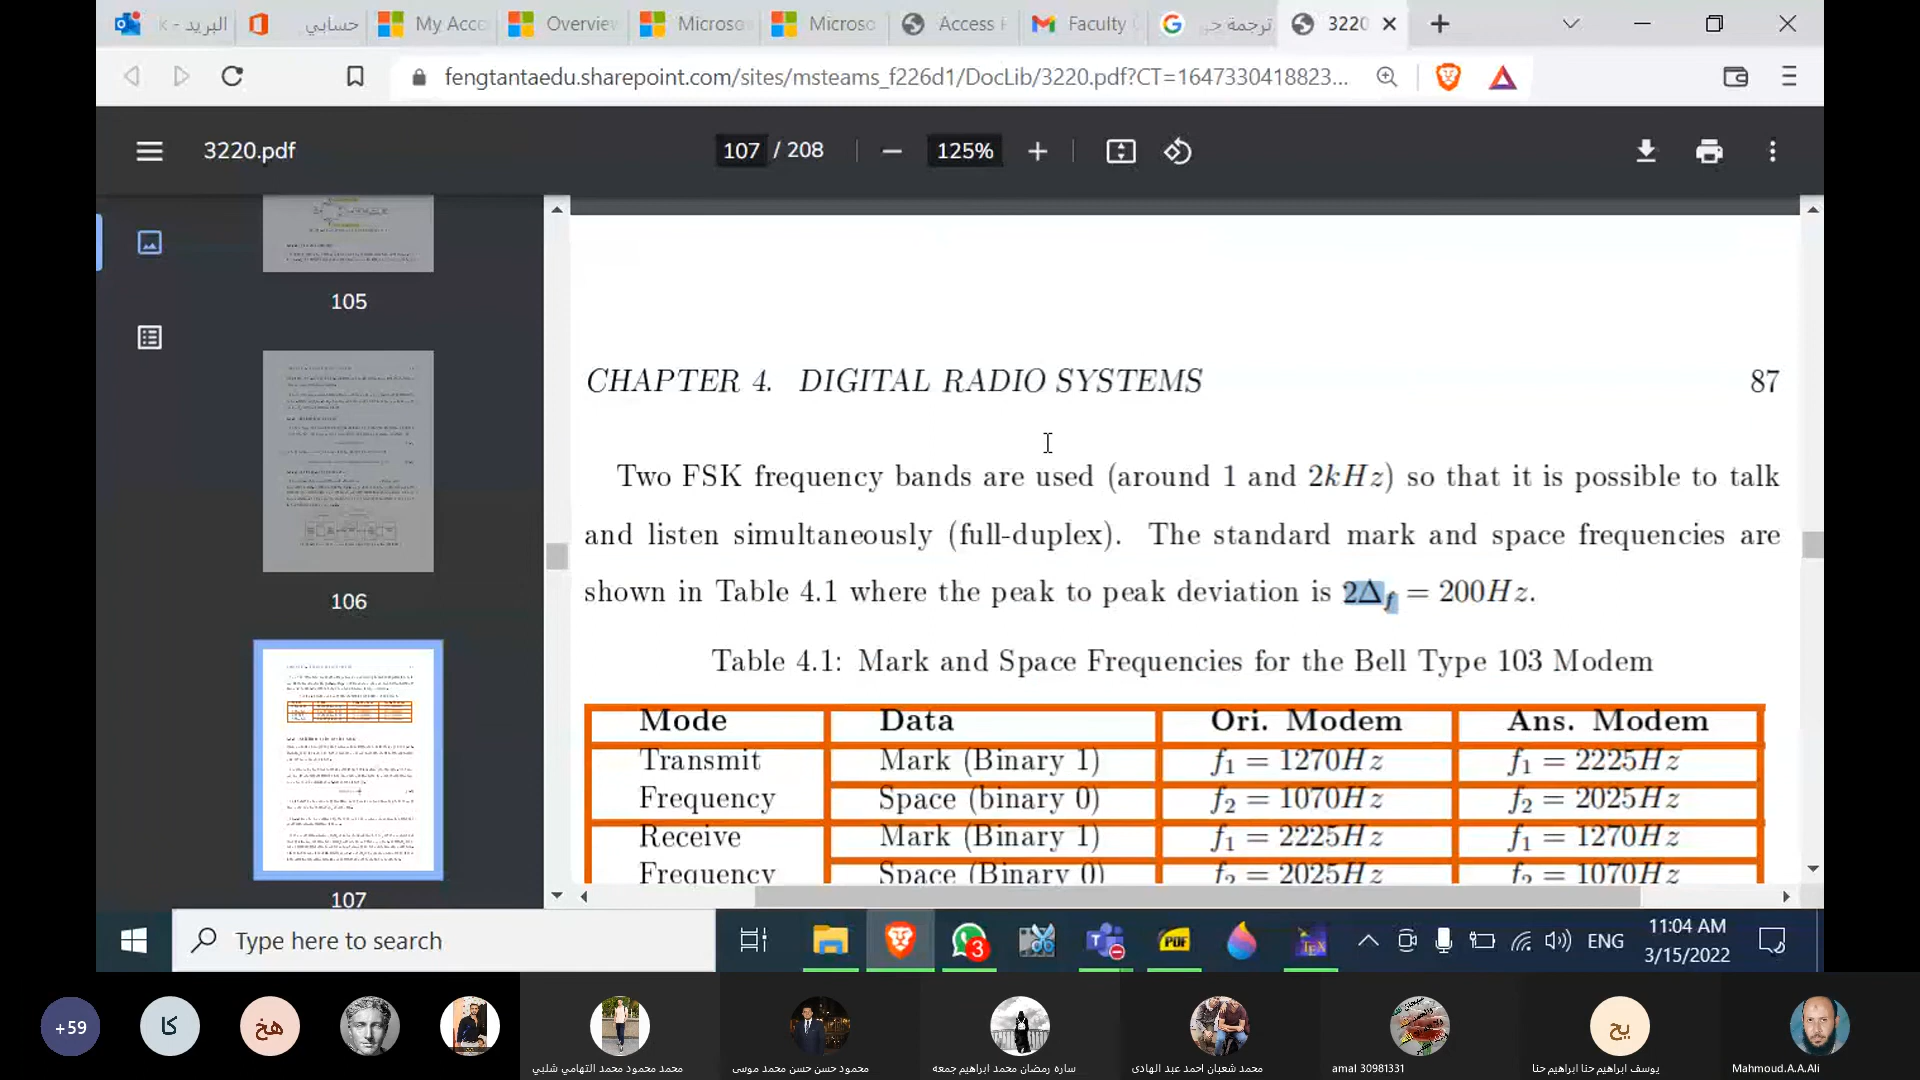 البريد - k
حسابي
My Acc
Overvie
Microso
Microso
Access F
Faculty
ترجمة جو
3220
fengtantaedu.sharepoint.com/sites/msteams_f226d1/DocLib/3220.pdf?CT=1647330418823...
3220.pdf
107 / 208
125%
105
106
107
CHAPTER 4. DIGITAL RADIO SYSTEMS 87
Two FSK frequency bands are used (around 1 and 2kHz) so that it is possible to talk
and listen simultaneously (full-duplex). The standard mark and space frequencies are
shown in Table 4.1 where the peak to peak deviation is 2Δf = 200Hz.
Table 4.1: Mark and Space Frequencies for the Bell Type 103 Modem
Mode Data Ori. Modem Ans. Modem
Transmit Mark (Binary 1) f₁ = 1270Hz f₁ = 2225Hz
Frequency Space (binary 0) f₂ = 1070Hz f₂ = 2025Hz
Receive Mark (Binary 1) f₁ = 2225Hz f₁ = 1270Hz
Frequency Space (Binary 0) f₂ = 2025Hz f₂ = 1070Hz
Type here to search
3
PDF
TEX
ENG
11:04 AM
3/15/2022
+59
كا
هخ
يح
محمد محمود محمد التهامي شلبي
محمود حسن حسن محمد موسى
ساره رمضان محمد ابراهيم جمعه
محمد شعبان احمد عبد الهادى
amal 30981331
يوسف ابراهيم حنا ابراهيم حنا
Mahmoud.A.A.Ali